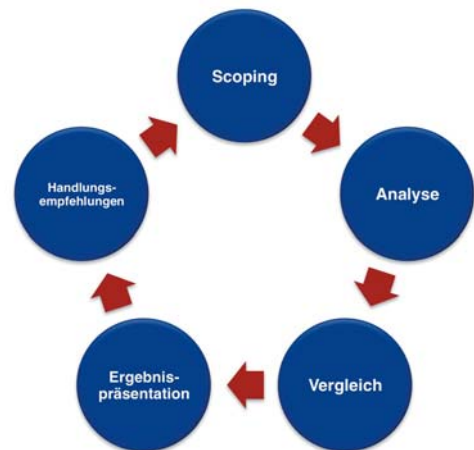 Scoping
Analyse
Vergleich
Ergebnis-
präsentation
Handlungs-
empfehlungen